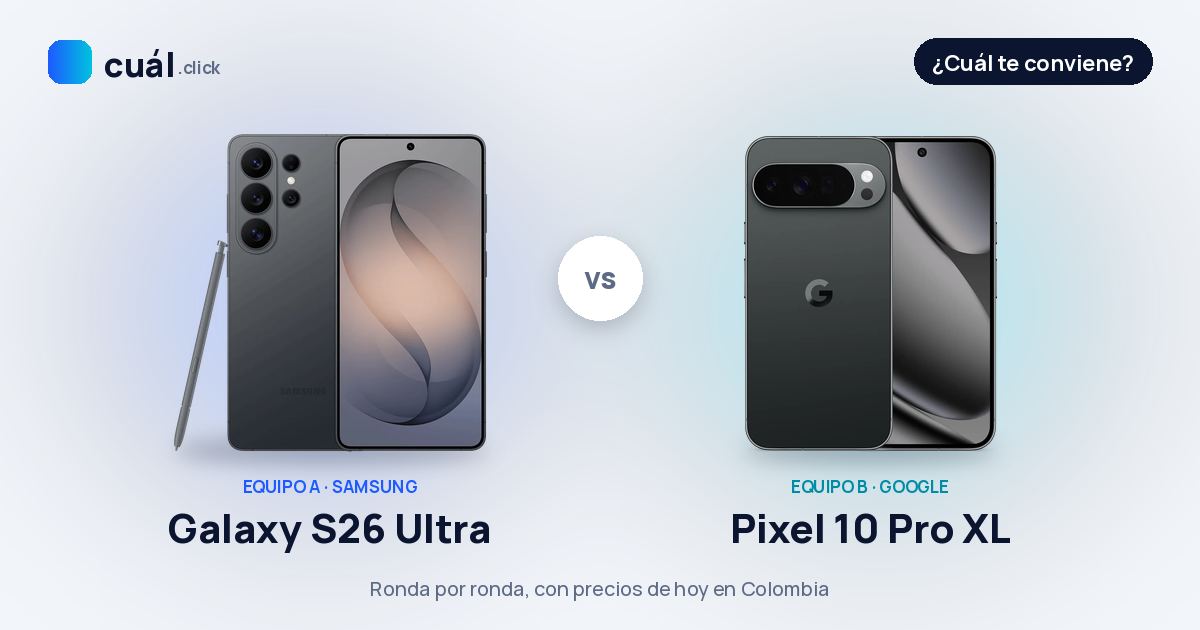 cuál.click
¿Cuál te conviene?
SAMSUNG
G
VS
EQUIPO A · SAMSUNG
EQUIPO B · GOOGLE
Galaxy S26 Ultra
Pixel 10 Pro XL
Ronda por ronda, con precios de hoy en Colombia